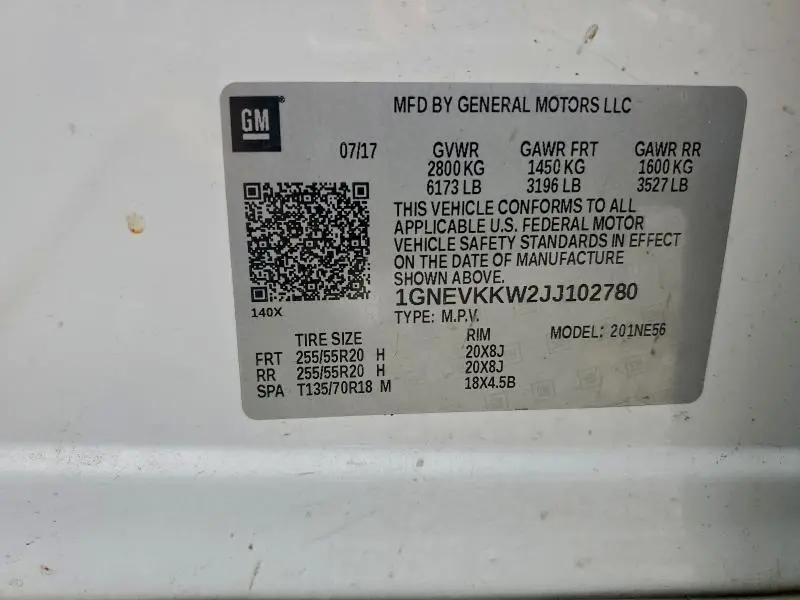 GM
MFD BY GENERAL MOTORS LLC
07/17 GVWR GAWR FRT GAWR RR
2800 KG 1450 KG 1600 KG
6173 LB 3196 LB 3527 LB
THIS VEHICLE CONFORMS TO ALL
APPLICABLE U.S. FEDERAL MOTOR
VEHICLE SAFETY STANDARDS IN EFFECT
ON THE DATE OF MANUFACTURE
SHOWN ABOVE.
1GNEVKKW2JJ102780
140X
TYPE: M.P.V.
TIRE SIZE RIM MODEL: 201NE56
FRT 255/55R20 H 20X8J
RR 255/55R20 H 20X8J
SPA T135/70R18 M 18X4.5B